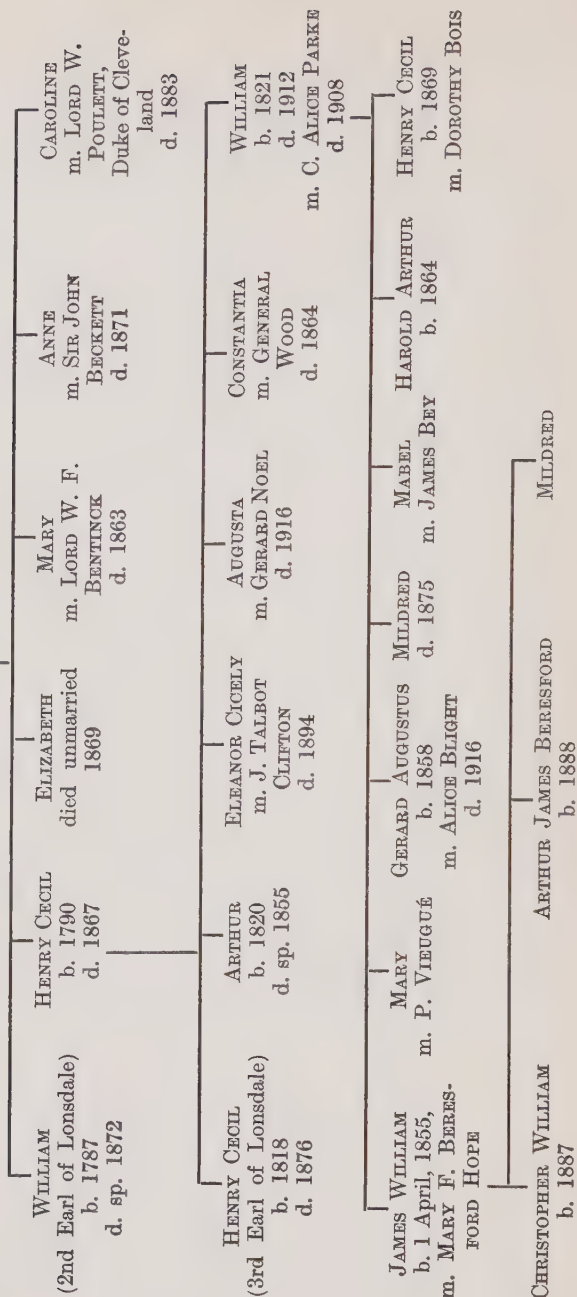 WILLIAM
(2nd Earl of Lonsdale)
b. 1787
d. sp. 1872
HENRY CECIL
b. 1790
d. 1867
ELIZABETH
died unmarried
1869
MARY
m. LORD W. F.
BENTINCK
d. 1863
ANNE
m. SIR JOHN
BECKETT
d. 1871
CAROLINE
m. LORD W.
POULETT,
Duke of Cleve-
land
d. 1883
HENRY CECIL
(3rd Earl of Lonsdale)
b. 1818
d. 1876
ARTHUR
b. 1820
d. sp. 1855
ELEANOR CICELY
m. J. TALBOT
CLIFTON
d. 1894
AUGUSTA
m. GERARD NOEL
d. 1916
CONSTANTIA
m. GENERAL
WOOD
d. 1864
WILLIAM
b. 1821
d. 1912
m. C. ALICE PARKE
d. 1908
JAMES WILLIAM
b. 1 April, 1855,
m. MARY F. BERES-
FORD HOPE
MARY
m. P. VIEUGUÉ
GERARD AUGUSTUS
b. 1858
m. ALICE BLIGHT
d. 1916
MILDRED
d. 1875
MABEL
m. JAMES BEY
HAROLD ARTHUR
b. 1864
HENRY CECIL
b. 1869
m. DOROTHY BOIS
CHRISTOPHER WILLIAM
b. 1887
ARTHUR JAMES BERESFORD
b. 1888
MILDRED